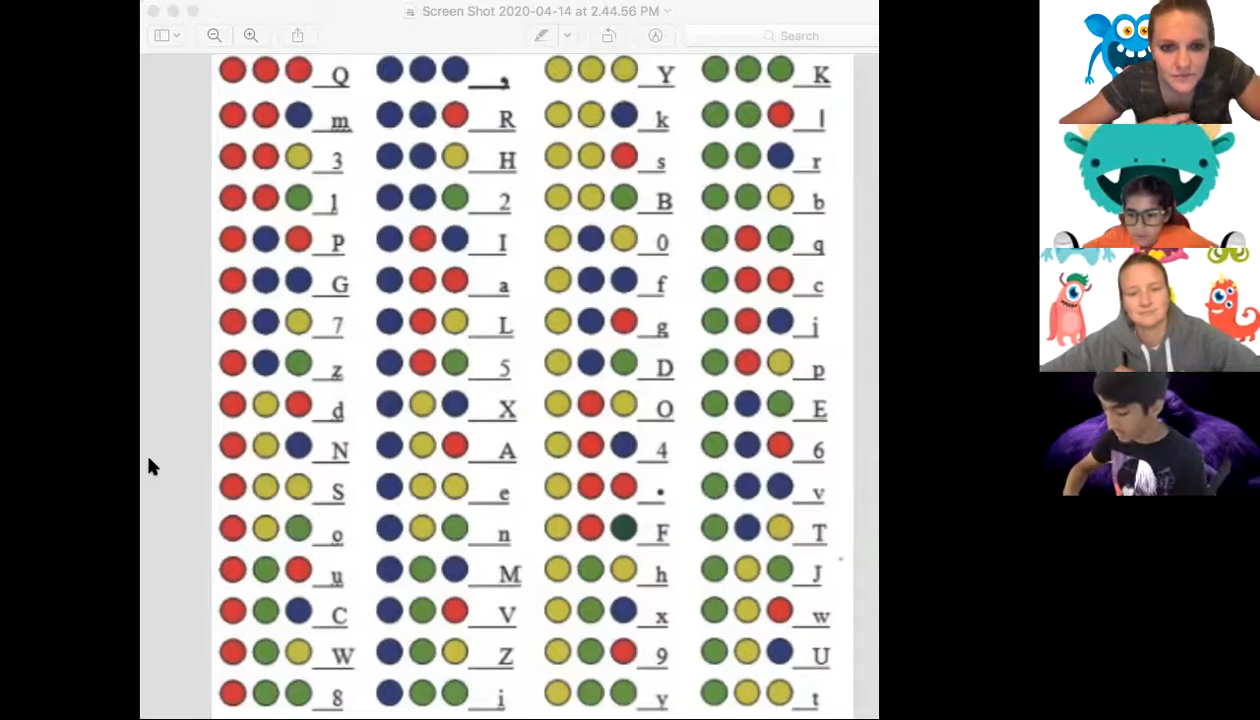 Screen Shot 2020-04-14 at 2.44.56 PM
Search
Q , Y K
m R k l
3 H s r
1 2 B b
P I 0 q
G a f c
7 L g j
z 5 D p
d X O E
N A 4 6
S e • v
o n F T
u M h J
C V x w
W Z 9 U
8 i y t